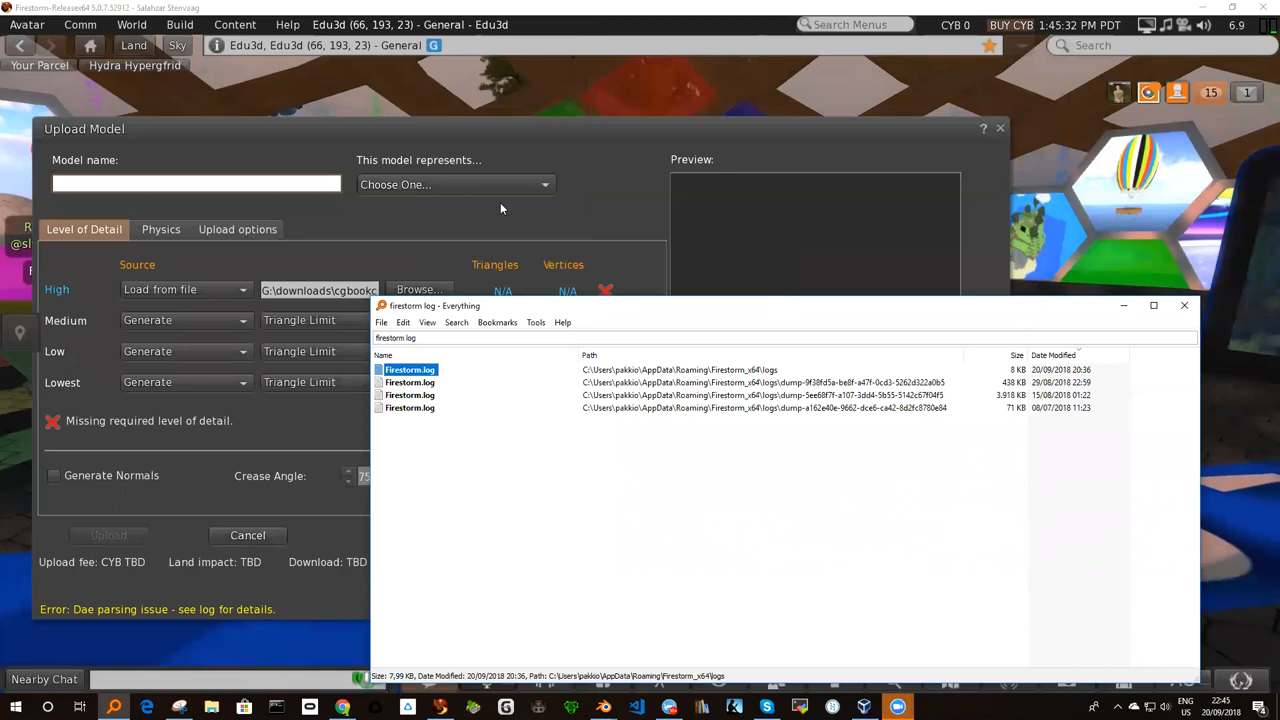 Firestorm-Releasex64 5.0.7.52912 - Salahzar Stenvaag
Avatar Comm World Build Content Help Edu3d (66, 193, 23) - General - Edu3d Search Menus CYB 0 BUY CYB 1:45:32 PM PDT 6.9
Land Sky Edu3d, Edu3d (66, 193, 23) - General G Search
Your Parcel Hydra Hypergfrid
15 1
Upload Model ?
Model name: This model represents... Preview:
Choose One...
Level of Detail Physics Upload options
Source Triangles Vertices
High Load from file G:\downloads\cgbookc Browse... N/A N/A
Medium Generate Triangle Limit
Low Generate Triangle Limit
Lowest Generate Triangle Limit
Missing required level of detail.
Generate Normals Crease Angle: 75
Upload Cancel
Upload fee: CYB TBD Land impact: TBD Download: TBD
Error: Dae parsing issue - see log for details.
Nearby Chat
firestorm log - Everything
File Edit View Search Bookmarks Tools Help
firestorm log
Name Path Size Date Modified
Firestorm.log C:\Users\pakkio\AppData\Roaming\Firestorm_x64\logs 8 KB 20/09/2018 20:36
Firestorm.log C:\Users\pakkio\AppData\Roaming\Firestorm_x64\logs\dump-9f38fd5a-be8f-a47f-0cd3-5262d322a0b5 438 KB 29/08/2018 22:59
Firestorm.log C:\Users\pakkio\AppData\Roaming\Firestorm_x64\logs\dump-5ee68f7f-a107-3dd4-5b55-5142c67f04f5 3.918 KB 15/08/2018 01:22
Firestorm.log C:\Users\pakkio\AppData\Roaming\Firestorm_x64\logs\dump-a162e40e-9662-dce6-ca42-8d2fc8780e84 71 KB 08/07/2018 11:23
Size: 7,99 KB, Date Modified: 20/09/2018 20:36, Path: C:\Users\pakkio\AppData\Roaming\Firestorm_x64\logs
ENG 22:45
US 20/09/2018